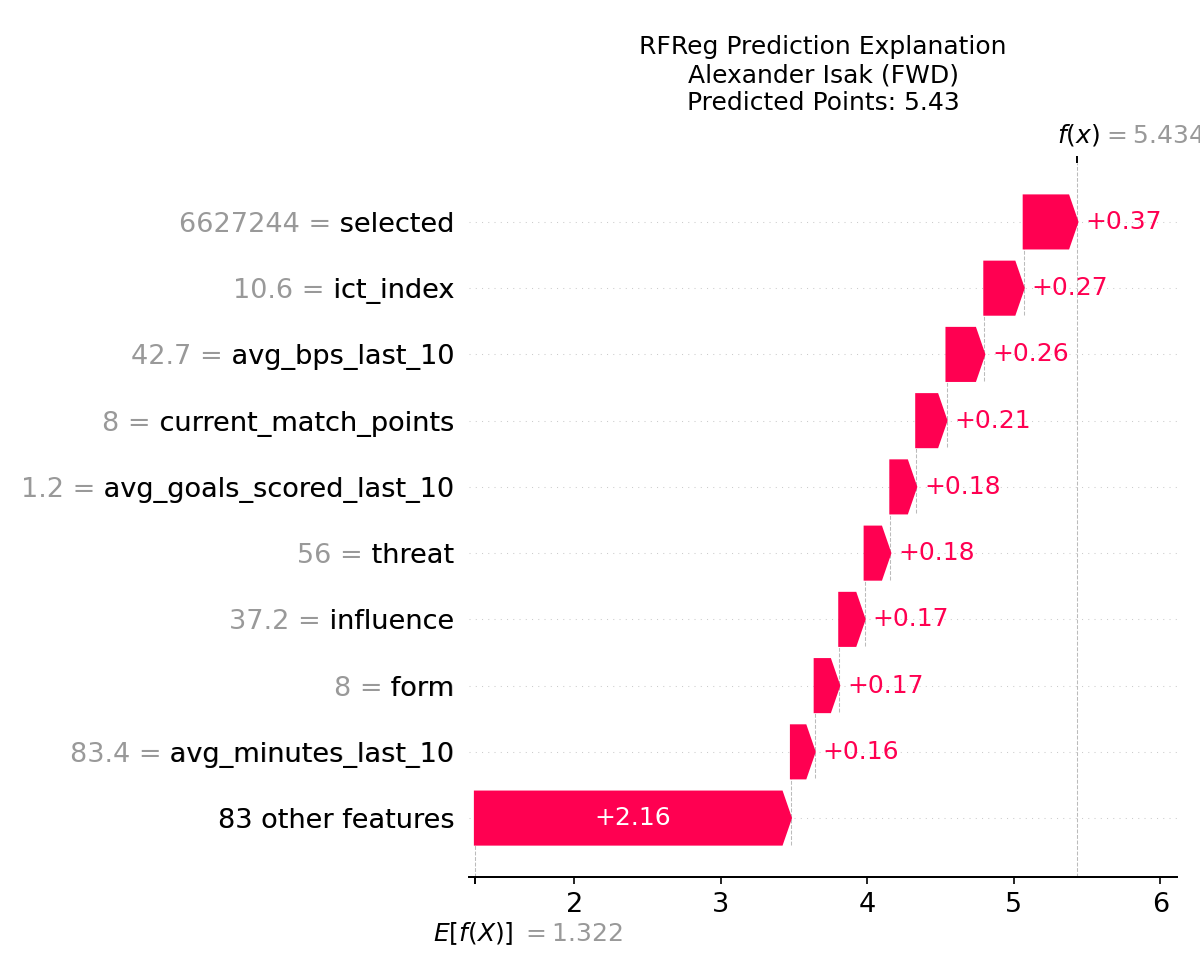 RFReg Prediction Explanation
Alexander Isak (FWD)
Predicted Points: 5.43
f(x) = 5.434
6627244 = selected
+0.37
10.6 = ict_index
+0.27
42.7 = avg_bps_last_10
+0.26
8 = current_match_points
+0.21
1.2 = avg_goals_scored_last_10
+0.18
56 = threat
+0.18
37.2 = influence
+0.17
8 = form
+0.17
83.4 = avg_minutes_last_10
+0.16
83 other features
+2.16
2 3 4 5 6
E[f(X)] = 1.322